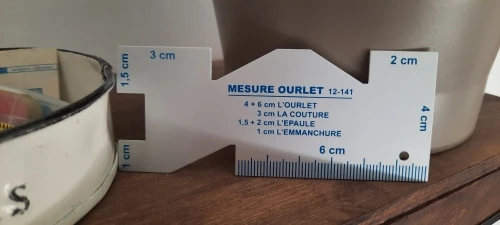 3 cm
2 cm
1,5 cm
MESURE OURLET 12-141
4 + 6 cm L'OURLET
3 cm LA COUTURE
1,5 + 2 cm L'EPAULE
1 cm L'EMMANCHURE
4 cm
1 cm
6 cm
S